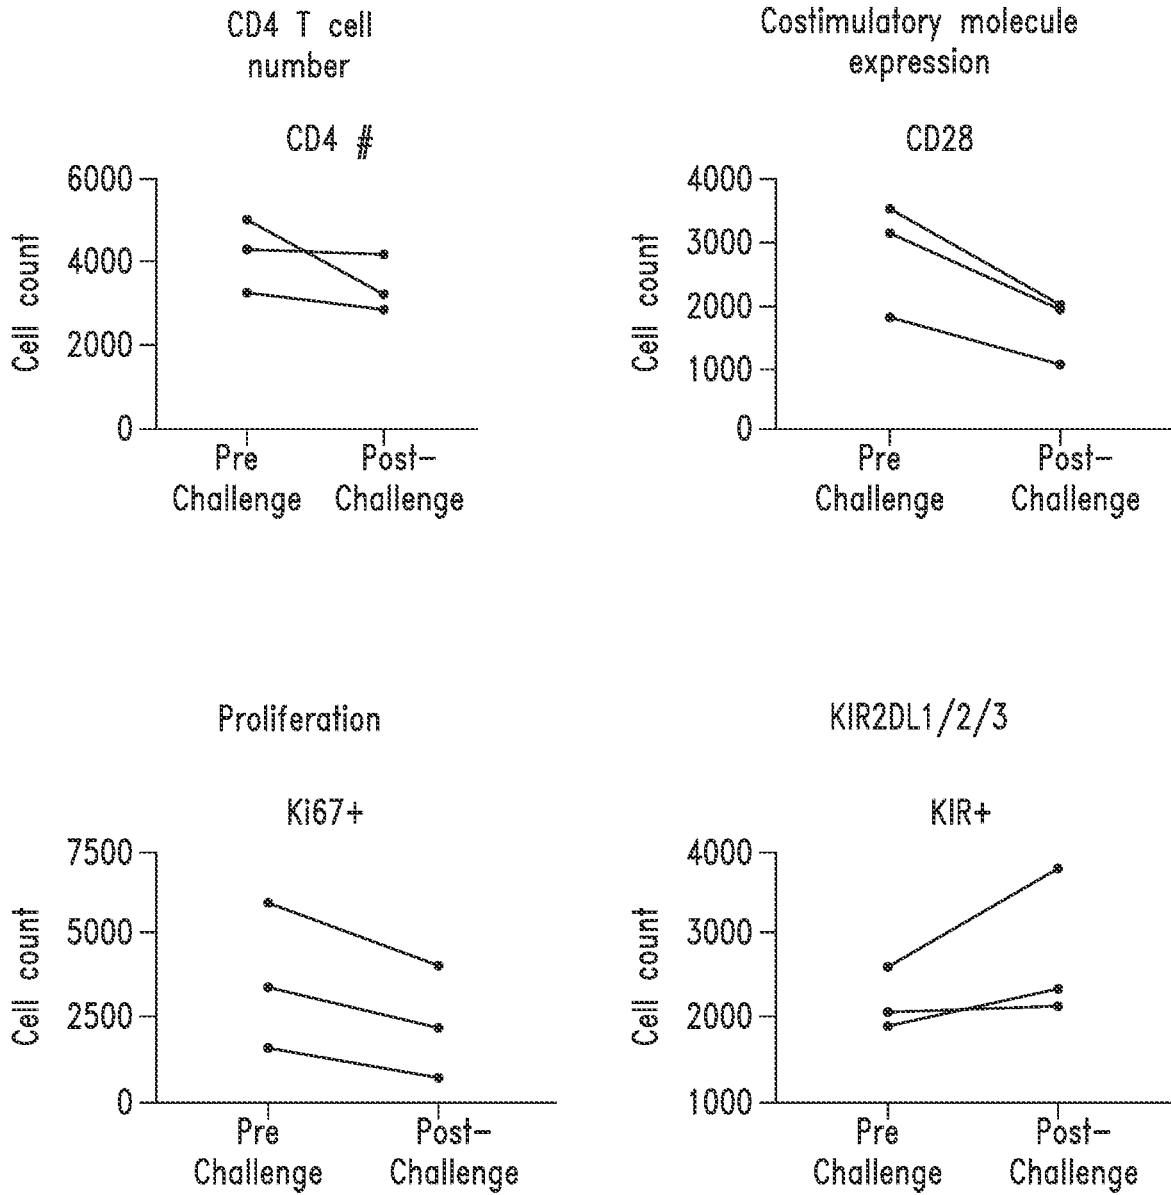 CD4 T cell
number
CD4 #
6000
4000
2000
0
Cell count
Pre
Challenge
Post-
Challenge
Costimulatory molecule
expression
CD28
4000
3000
2000
1000
0
Cell count
Pre
Challenge
Post-
Challenge
Proliferation
Ki67+
7500
5000
2500
0
Cell count
Pre
Challenge
Post-
Challenge
KIR2DL1/2/3
KIR+
4000
3000
2000
1000
Cell count
Pre
Challenge
Post-
Challenge